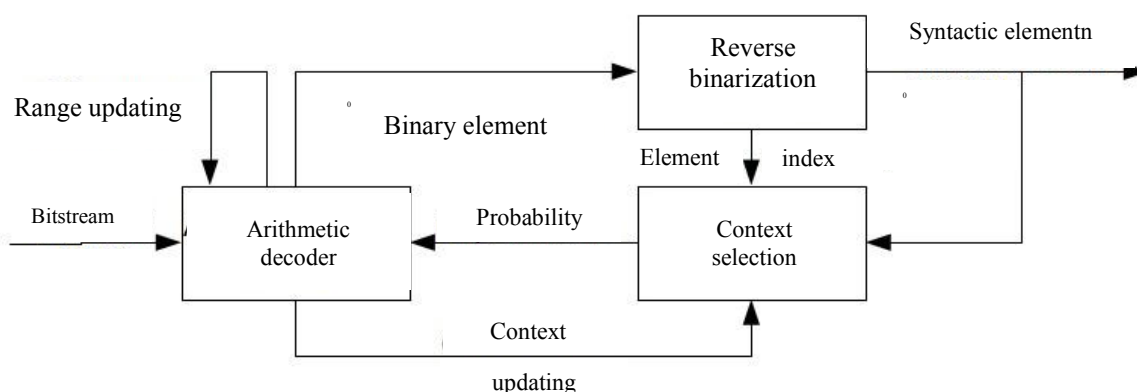 Syntactic elementn
Reverse
binarization
Range updating
Binary element
Element index
Bitstream
Arithmetic
decoder
Probability
Context
selection
Context
updating